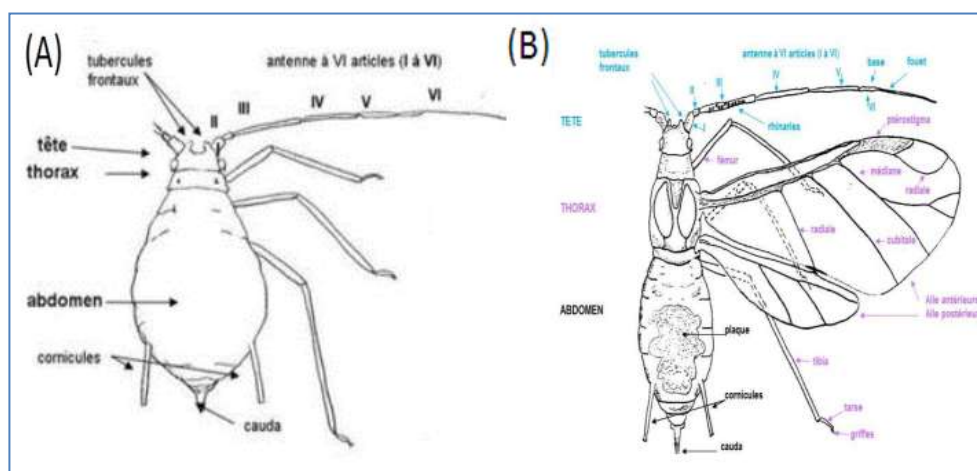 (A)
tubercules
frontaux
antenne à VI articles (I à VI)
II
III
IV
V
VI
tête
thorax
abdomen
cornicules
cauda
(B)
tubercules
frontaux
antenne à VI articles (I à VI)
I
II
III
IV
V
base
fouet
VI
rhinaries
TETE
ptérostigma
fémur
médiane
radiale
THORAX
radiale
cubitale
ABDOMEN
Aile antérieure
Aile postérieure
plaque
tibia
cornicules
tarse
griffes
cauda